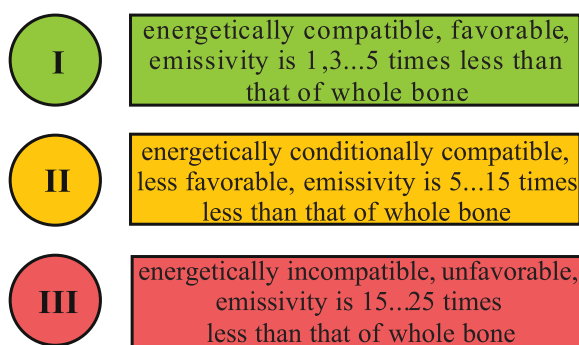 I
energetically compatible, favorable,
emissivity is 1,3...5 times less than
that of whole bone
II
energetically conditionally compatible,
less favorable, emissivity is 5...15 times
less than that of whole bone
III
energetically incompatible, unfavorable,
emissivity is 15...25 times
less than that of whole bone